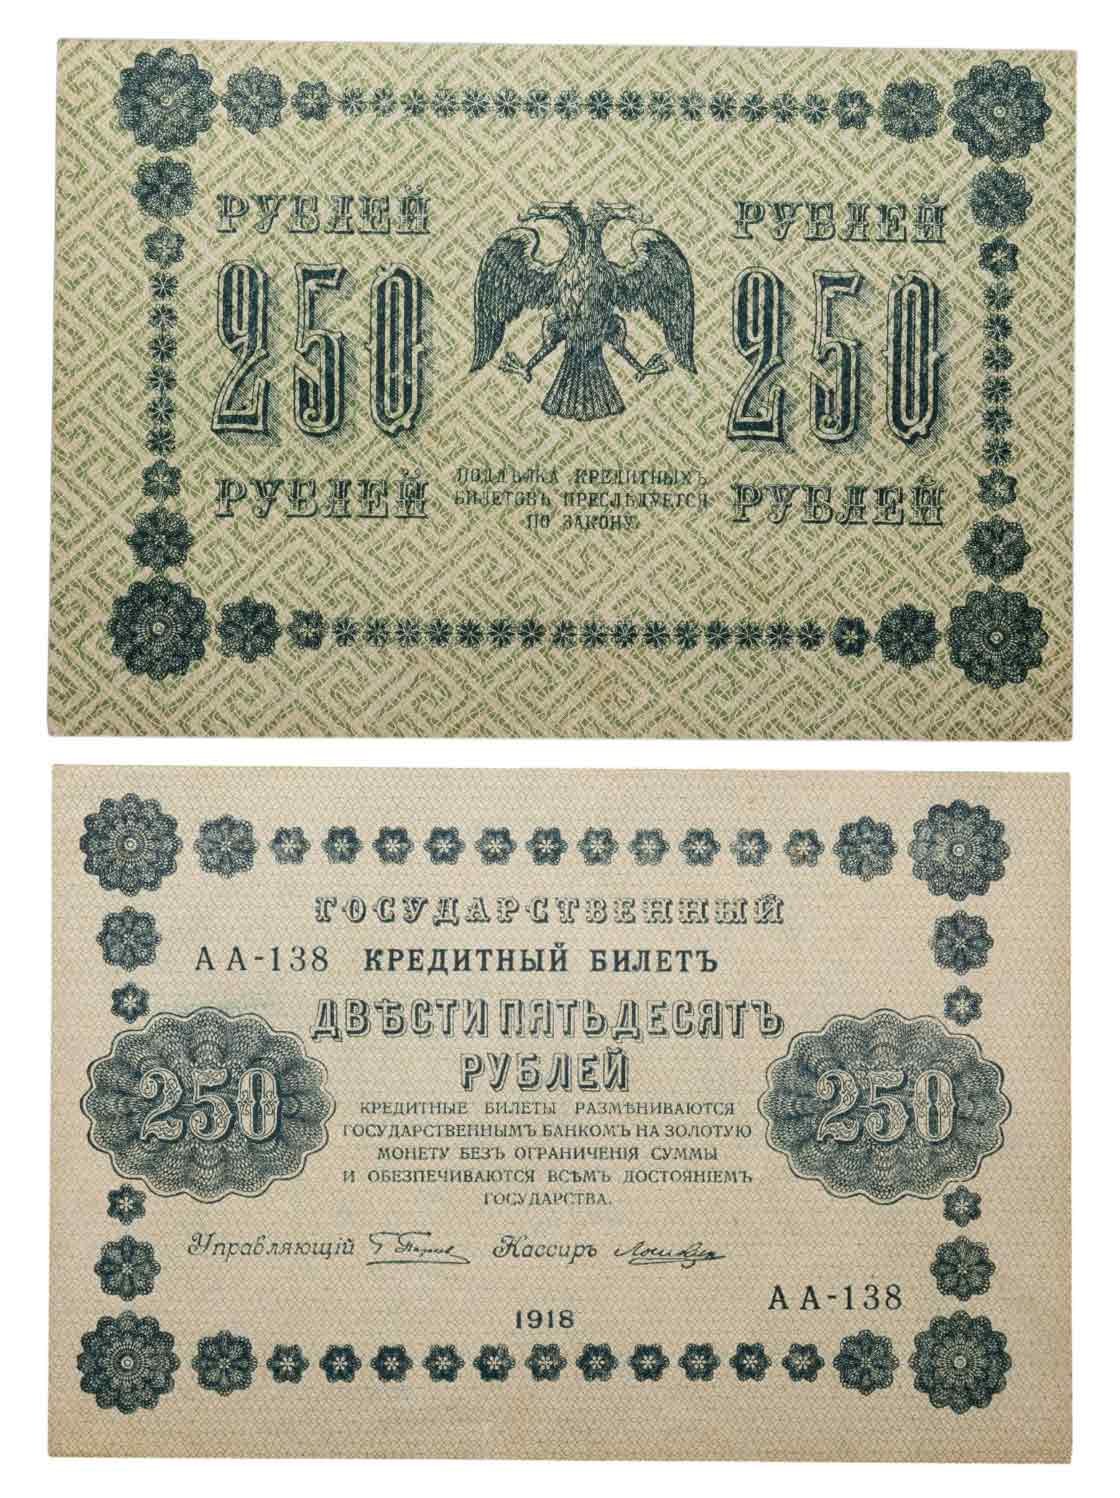 РУБЛЕЙ РУБЛЕЙ
250 250
РУБЛЕЙ РУБЛЕЙ
ПОДДѢЛКА КРЕДИТНЫХЪ
БИЛЕТОВЪ ПРЕСЛѢДУЕТСЯ
ПО ЗАКОНУ.
ГОСУДАРСТВЕННЫЙ
АА-138 КРЕДИТНЫЙ БИЛЕТЪ
ДВѢСТИ ПЯТЬДЕСЯТЪ
РУБЛЕЙ
250 250
КРЕДИТНЫЕ БИЛЕТЫ РАЗМѢНИВАЮТСЯ
ГОСУДАРСТВЕННЫМЪ БАНКОМЪ НА ЗОЛОТУЮ
МОНЕТУ БЕЗЪ ОГРАНИЧЕНІЯ СУММЫ
И ОБЕЗПЕЧИВАЮТСЯ ВСѢМЪ ДОСТОЯНІЕМЪ
ГОСУДАРСТВА.
Управляющій Кассиръ
АА-138
1918